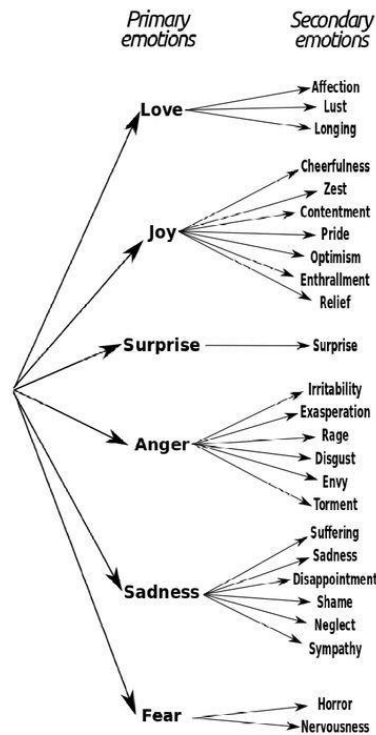 Primary emotions
Secondary emotions
Love
Affection
Lust
Longing
Joy
Cheerfulness
Zest
Contentment
Pride
Optimism
Enthrallment
Relief
Surprise
Surprise
Anger
Irritability
Exasperation
Rage
Disgust
Envy
Torment
Sadness
Suffering
Sadness
Disappointment
Shame
Neglect
Sympathy
Fear
Horror
Nervousness